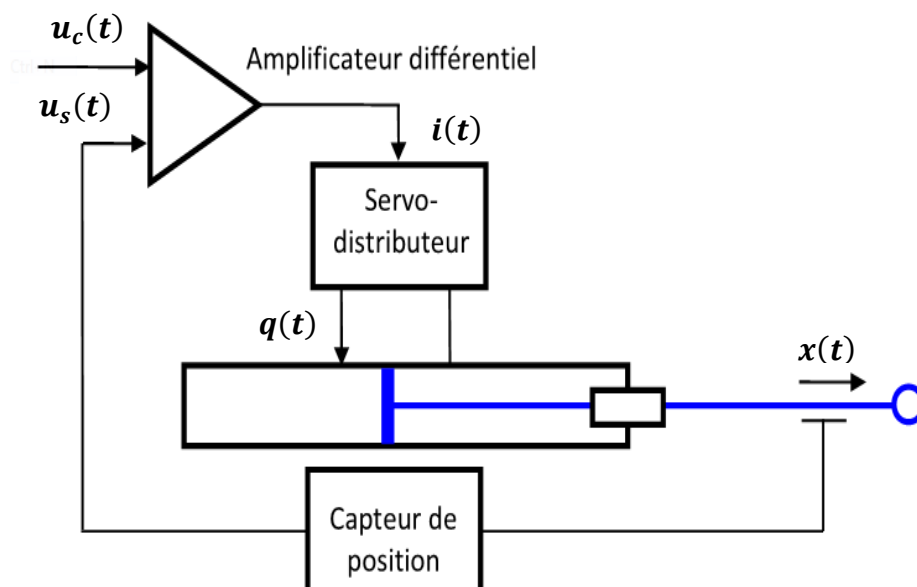 u_c(t)
Amplificateur différentiel
u_s(t)
i(t)
Servo-
distributeur
q(t)
x(t)
Capteur de
position